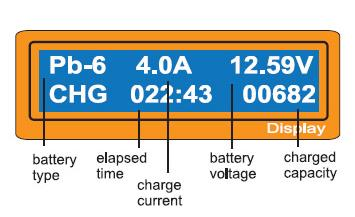 Pb-6 4.0A 12.59V
CHG 022:43 00682
Display
battery type
elapsed time
charge current
battery voltage
charged capacity